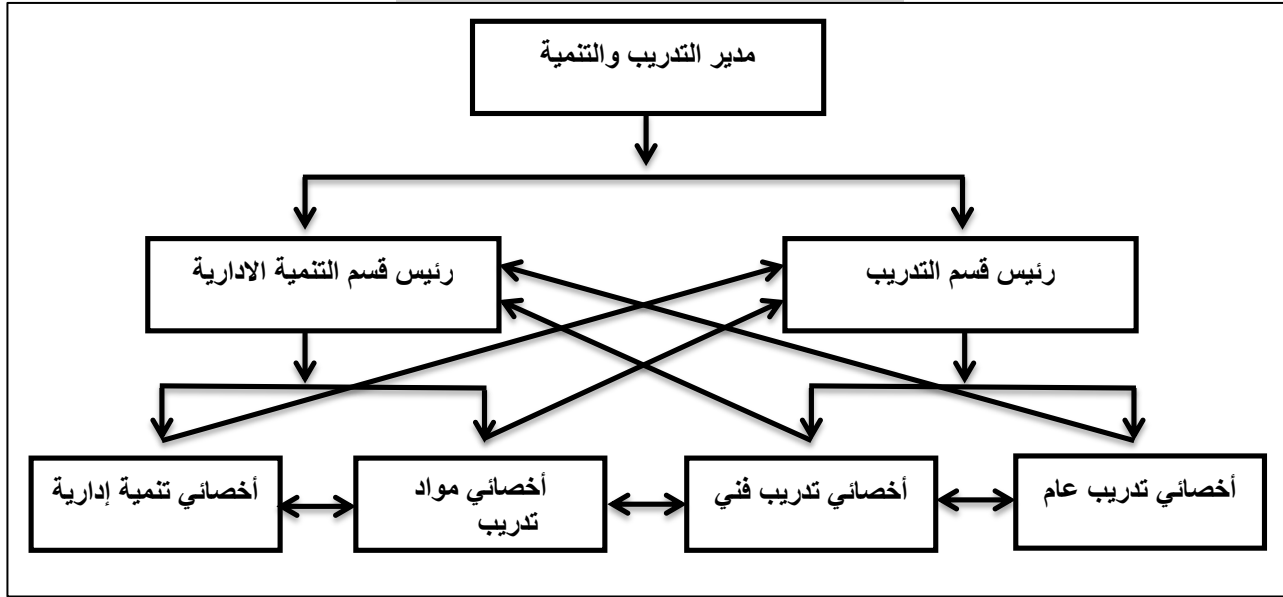 مدير التدريب والتنمية
رئيس قسم التدريب
رئيس قسم التنمية الادارية
أخصائي تدريب عام
أخصائي تدريب فني
أخصائي مواد
تدريب
أخصائي تنمية إدارية